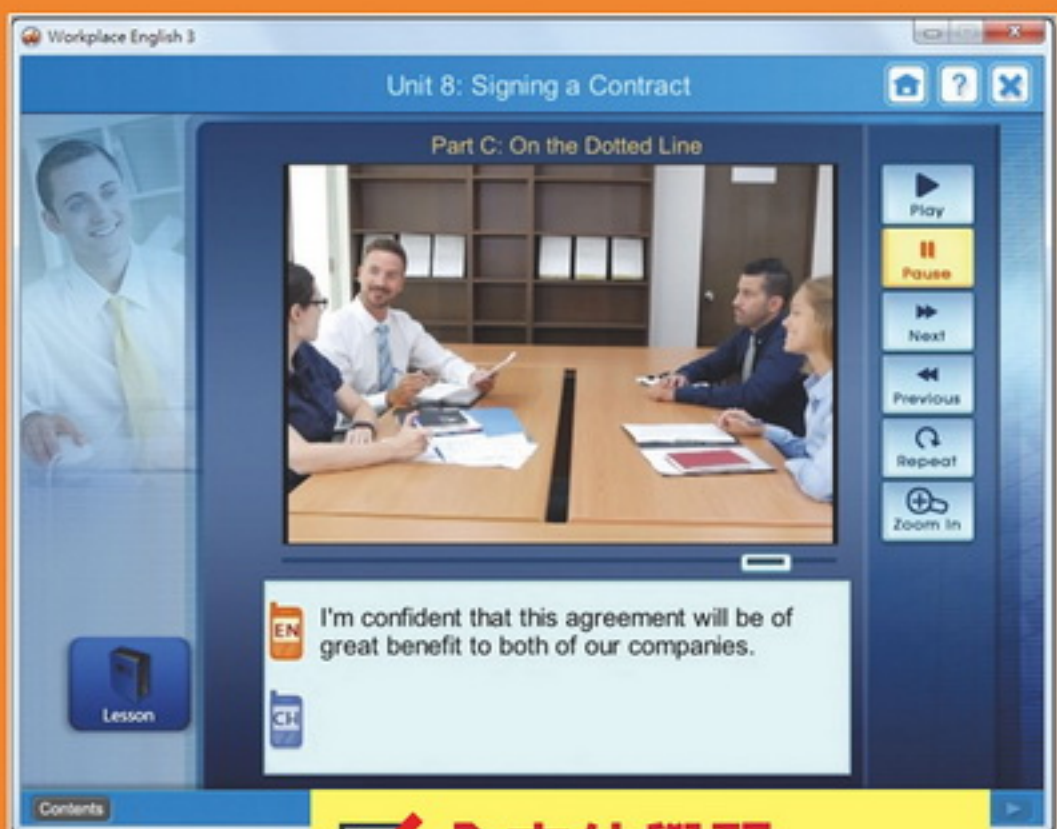 Workplace English 3
Unit 8: Signing a Contract
Part C: On the Dotted Line
Play
Pause
Next
Previous
Repeat
Zoom In
EN
I'm confident that this agreement will be of
great benefit to both of our companies.
CH
Lesson
Contents